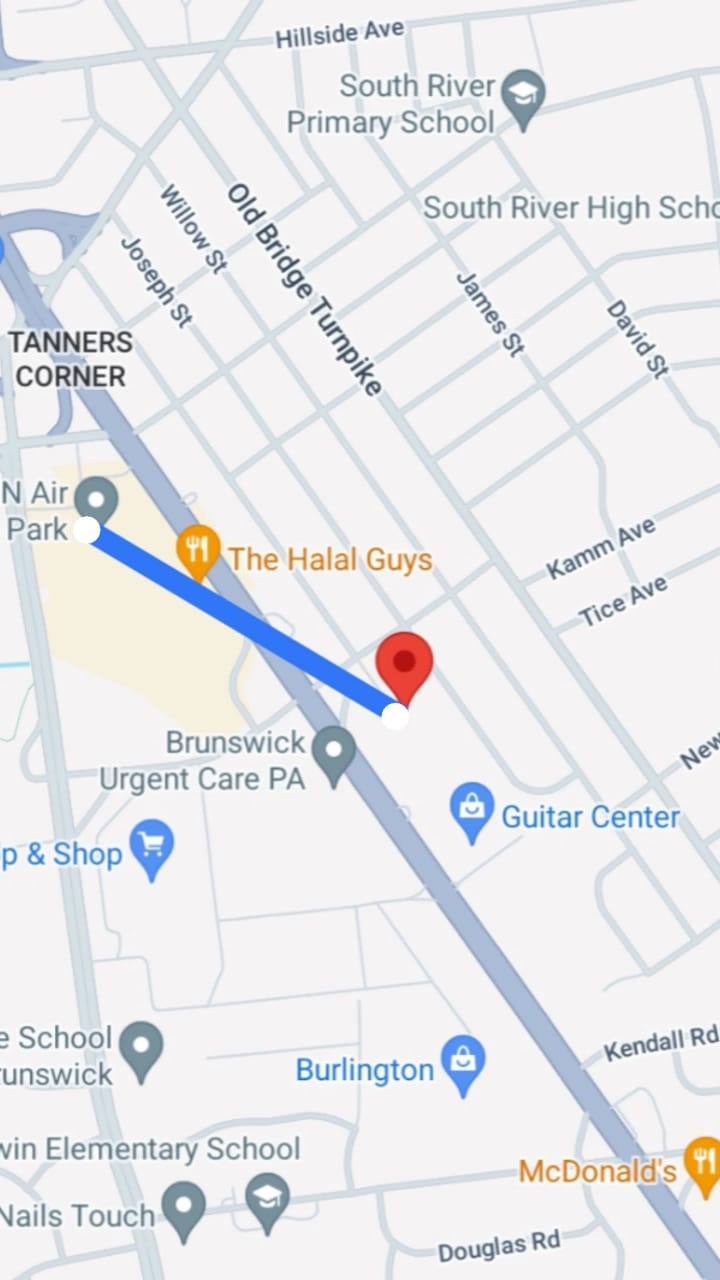 Hillside Ave
South River
Primary School
South River High Scho
Willow St
Old Bridge Turnpike
Joseph St
James St
David St
TANNERS
CORNER
N Air
Park
The Halal Guys
Kamm Ave
Tice Ave
Brunswick
Urgent Care PA
New
Guitar Center
p & Shop
e School
runswick
Kendall Rd
Burlington
win Elementary School
McDonald's
Nails Touch
Douglas Rd